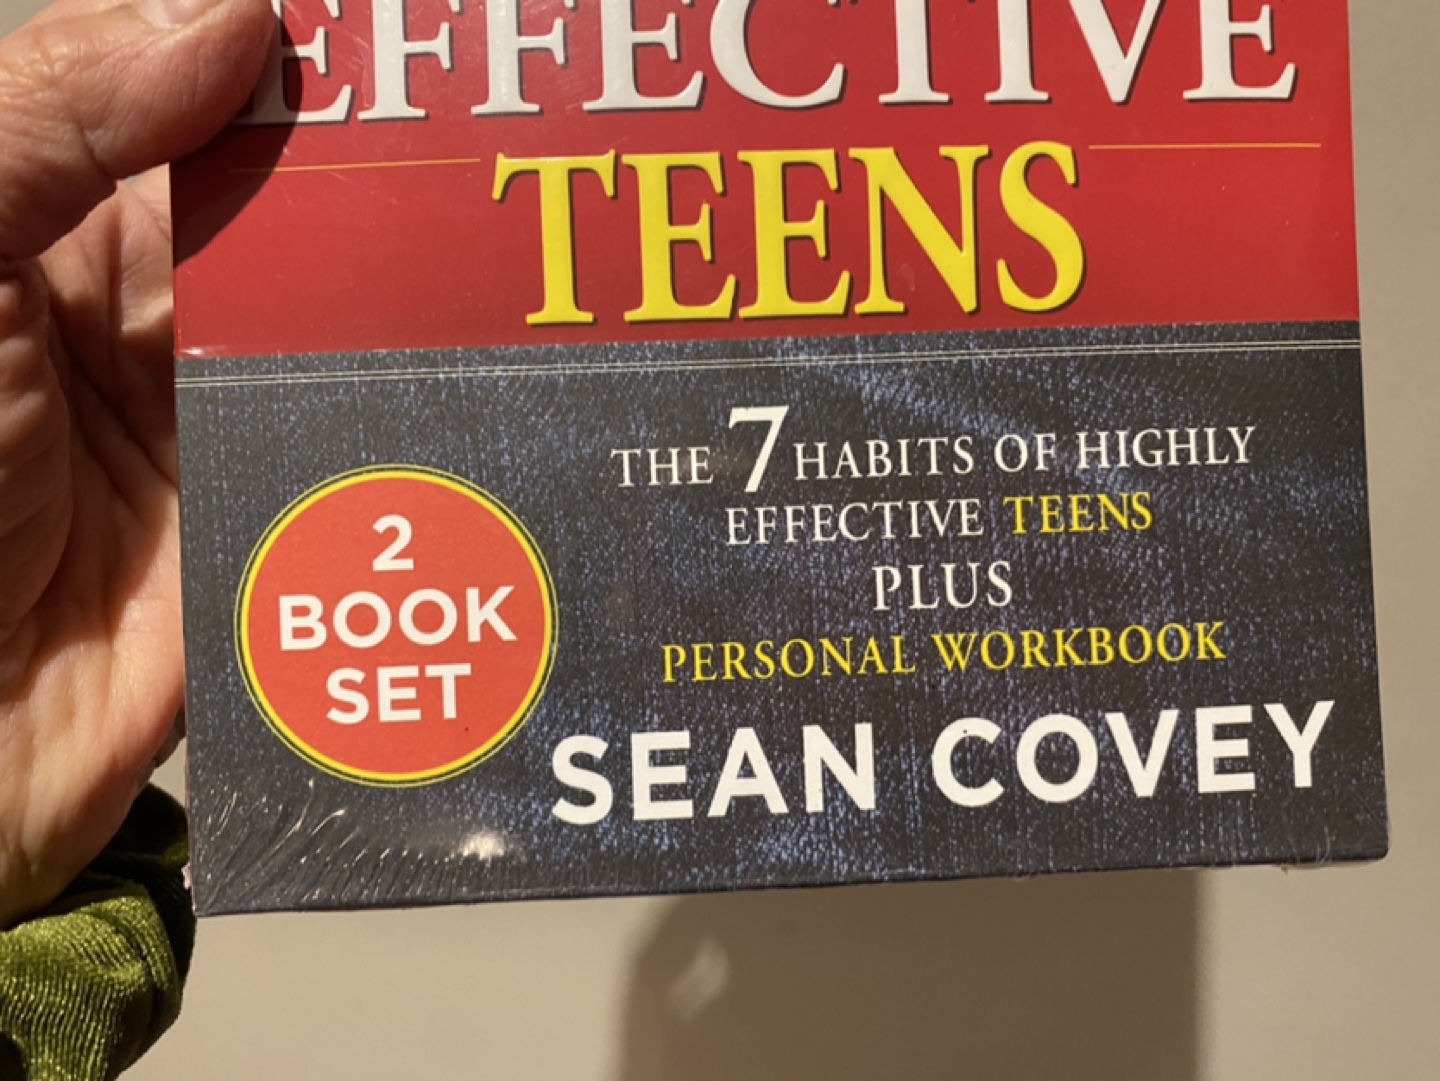 EFFECTIVE
TEENS
THE 7 HABITS OF HIGHLY
EFFECTIVE TEENS
PLUS
PERSONAL WORKBOOK
2
BOOK
SET
SEAN COVEY